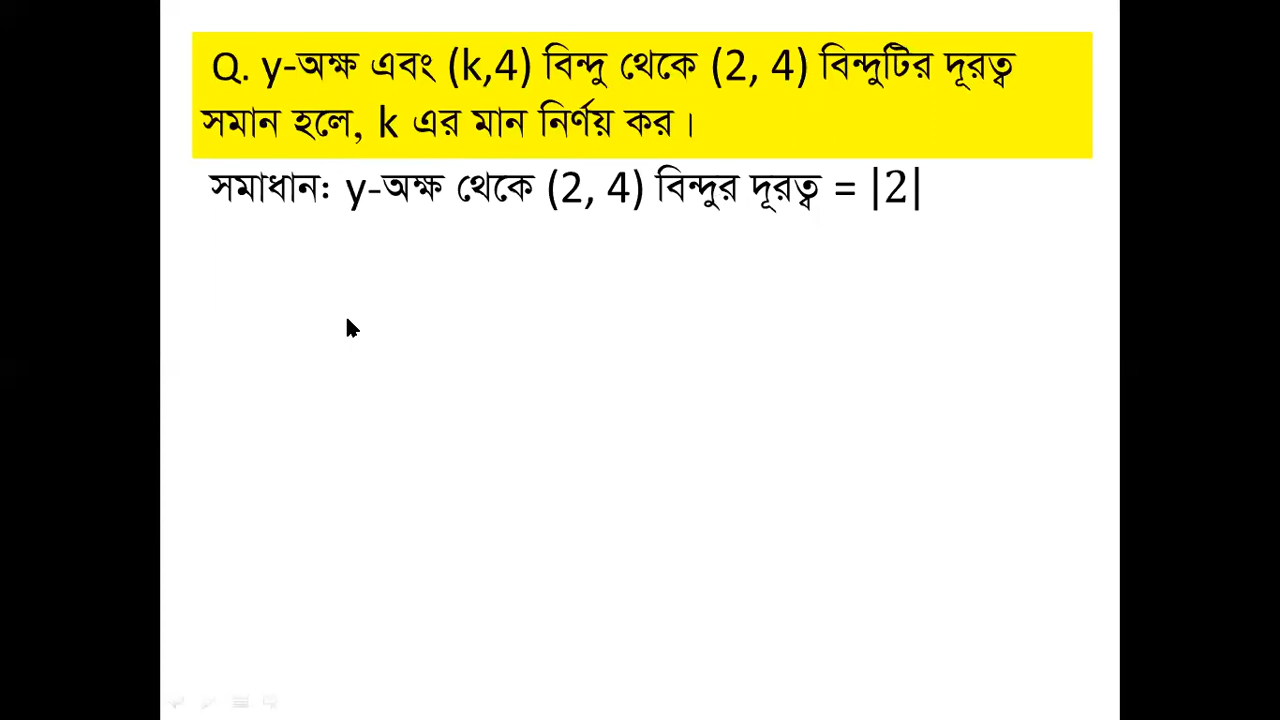 Q. y-অক্ষ এবং (k,4) বিন্দু থেকে (2, 4) বিন্দুটির দূরত্ব
সমান হলে, k এর মান নির্ণয় কর।
সমাধানঃ y-অক্ষ থেকে (2, 4) বিন্দুর দূরত্ব = |2|